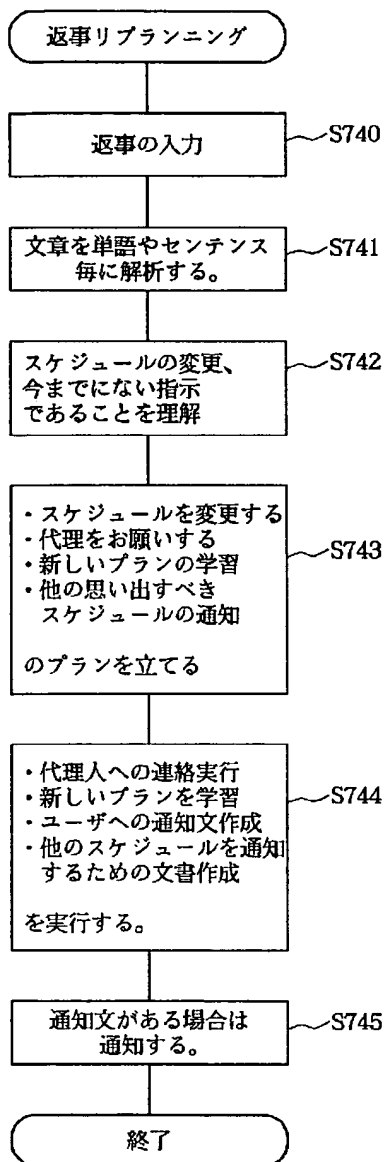 返事リプランニング
返事の入力
S740
文章を単語やセンテンス
毎に解析する。
S741
スケジュールの変更、
今までにない指示
であることを理解
S742
・スケジュールを変更する
・代理をお願いする
・新しいプランの学習
・他の思い出すべき
スケジュールの通知
のプランを立てる
S743
・代理人への連絡実行
・新しいプランを学習
・ユーザへの通知文作成
・他のスケジュールを通知
するための文書作成
を実行する。
S744
通知文がある場合は
通知する。
S745
終了